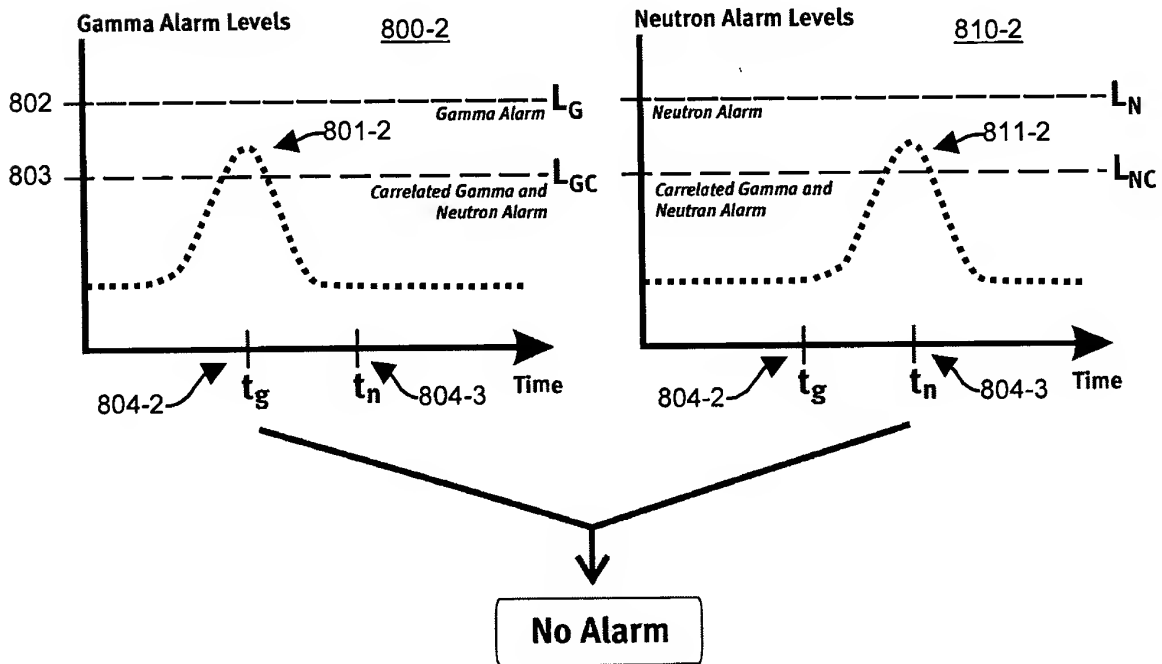 Gamma Alarm Levels
800-2
802
Gamma Alarm
L_G
801-2
803
Carrelated Gamma and
Neutron Alarm
L_GC
804-2
t_g
t_n
804-3
Time
Neutron Alarm Levels
810-2
Neutron Alarm
L_N
811-2
Carrelated Gamma and
Neutron Alarm
L_NC
804-2
t_g
t_n
804-3
Time
No Alarm